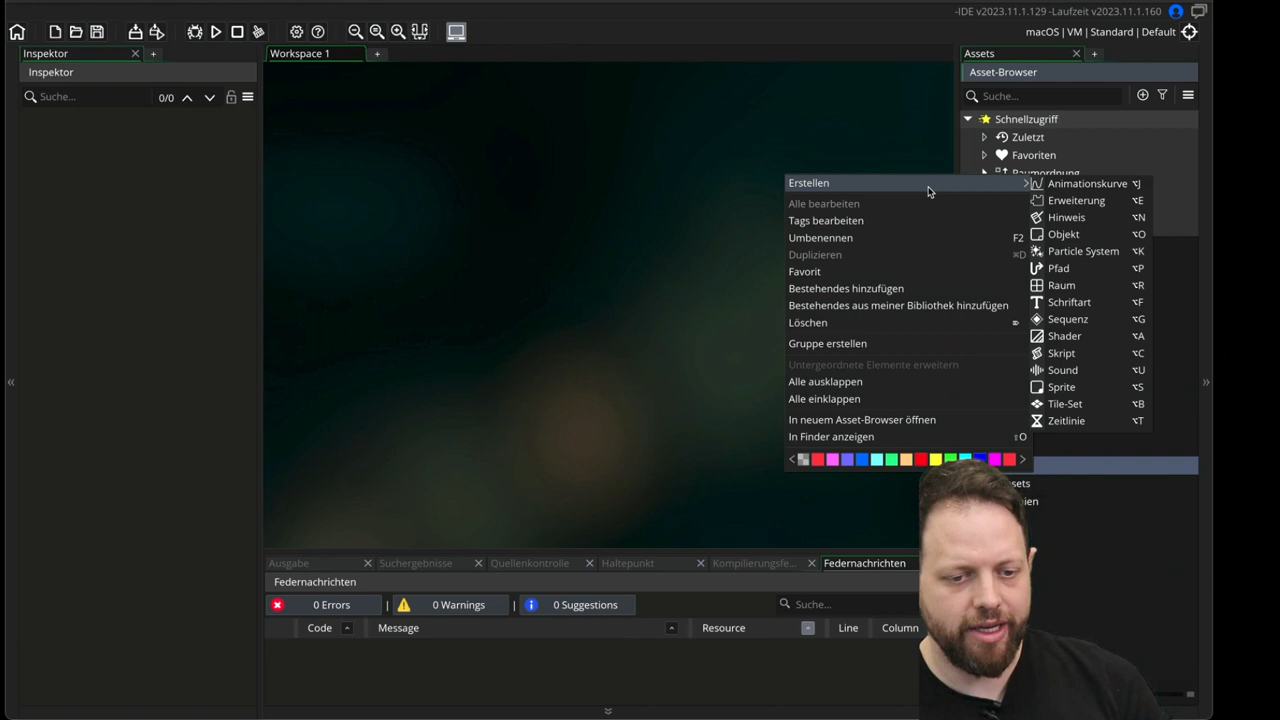 -IDE v2023.11.1.129 -Laufzeit v2023.11.1.160
macOS | VM | Standard | Default
Inspektor
Workspace 1
Assets
Inspektor
Asset-Browser
Suche...
0/0
Suche...
Schnellzugriff
Zuletzt
Favoriten
Raumordnung
Erstellen
Alle bearbeiten
Tags bearbeiten
Umbenennen F2
Duplizieren ⌘D
Favorit
Bestehendes hinzufügen
Bestehendes aus meiner Bibliothek hinzufügen
Löschen
Gruppe erstellen
Untergeordnete Elemente erweitern
Alle ausklappen
Alle einklappen
In neuem Asset-Browser öffnen
In Finder anzeigen ⇧O
Animationskurve ⌥J
Erweiterung ⌥E
Hinweis ⌥N
Objekt ⌥O
Particle System ⌥K
Pfad ⌥P
Raum ⌥R
Schriftart ⌥F
Sequenz ⌥G
Shader ⌥A
Skript ⌥C
Sound ⌥U
Sprite ⌥S
Tile-Set ⌥B
Zeitlinie ⌥T
Ausgabe
Suchergebnisse
Quellenkontrolle
Haltepunkt
Kompilierungsfe...
Federnachrichten
Federnachrichten
0 Errors | 0 Warnings | 0 Suggestions
Suche...
Code Message Resource Line Column